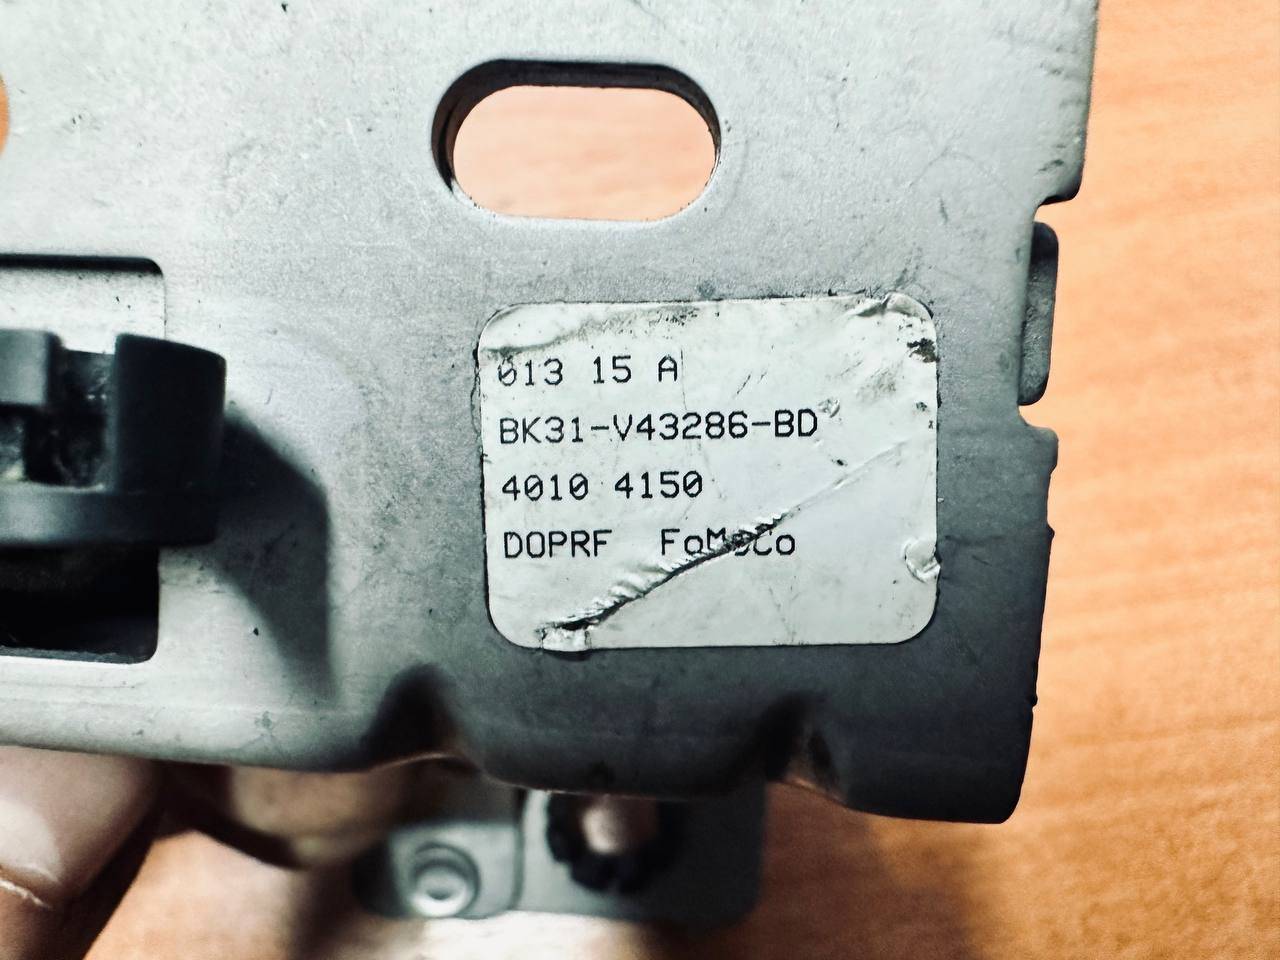 013 15 A
BK31-V43286-BD
4010 4150
DOPRF FoMoCo